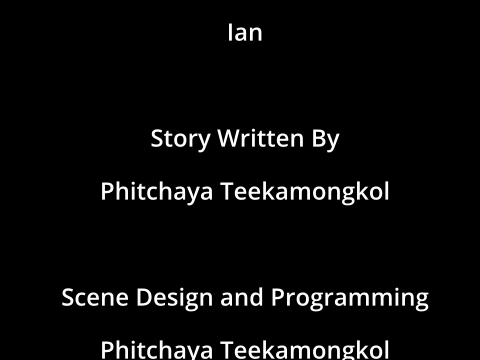 Ian
Story Written By
Phitchaya Teekamongkol
Scene Design and Programming
Phitchaya Teekamongkol